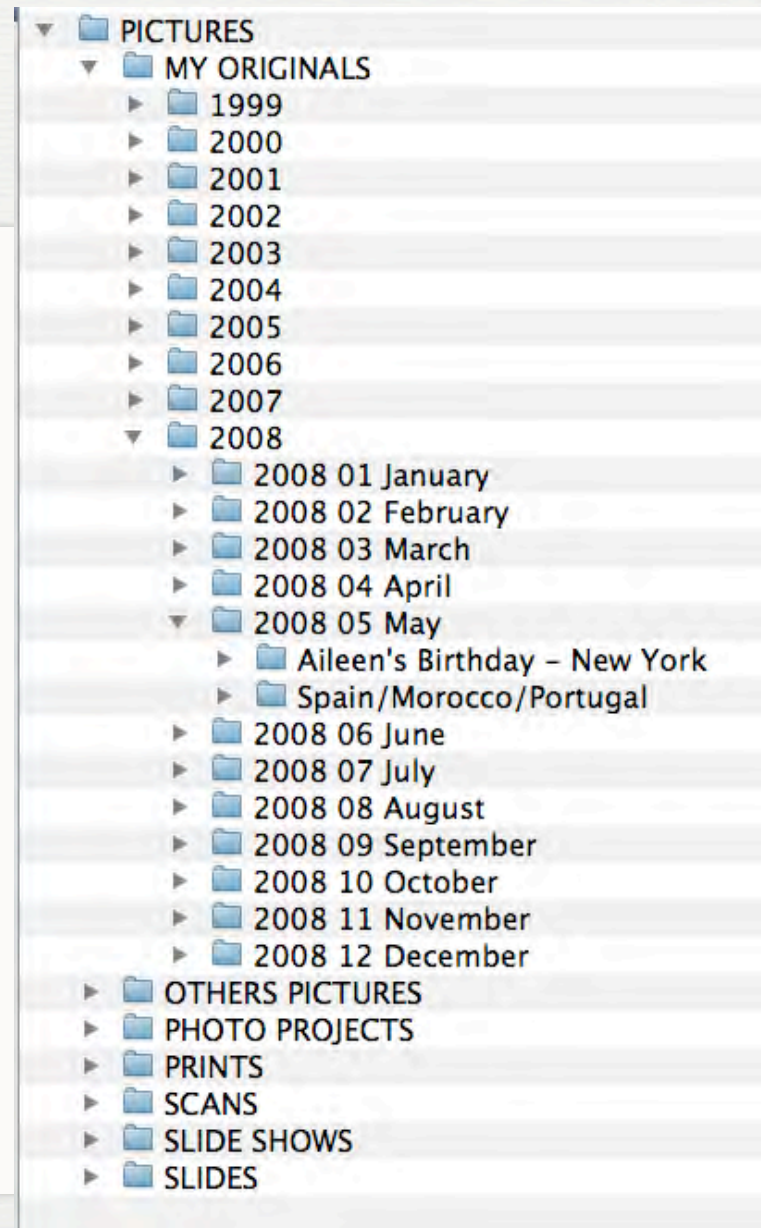 PICTURES
MY ORIGINALS
1999
2000
2001
2002
2003
2004
2005
2006
2007
2008
2008 01 January
2008 02 February
2008 03 March
2008 04 April
2008 05 May
Aileen's Birthday – New York
Spain/Morocco/Portugal
2008 06 June
2008 07 July
2008 08 August
2008 09 September
2008 10 October
2008 11 November
2008 12 December
OTHERS PICTURES
PHOTO PROJECTS
PRINTS
SCANS
SLIDE SHOWS
SLIDES